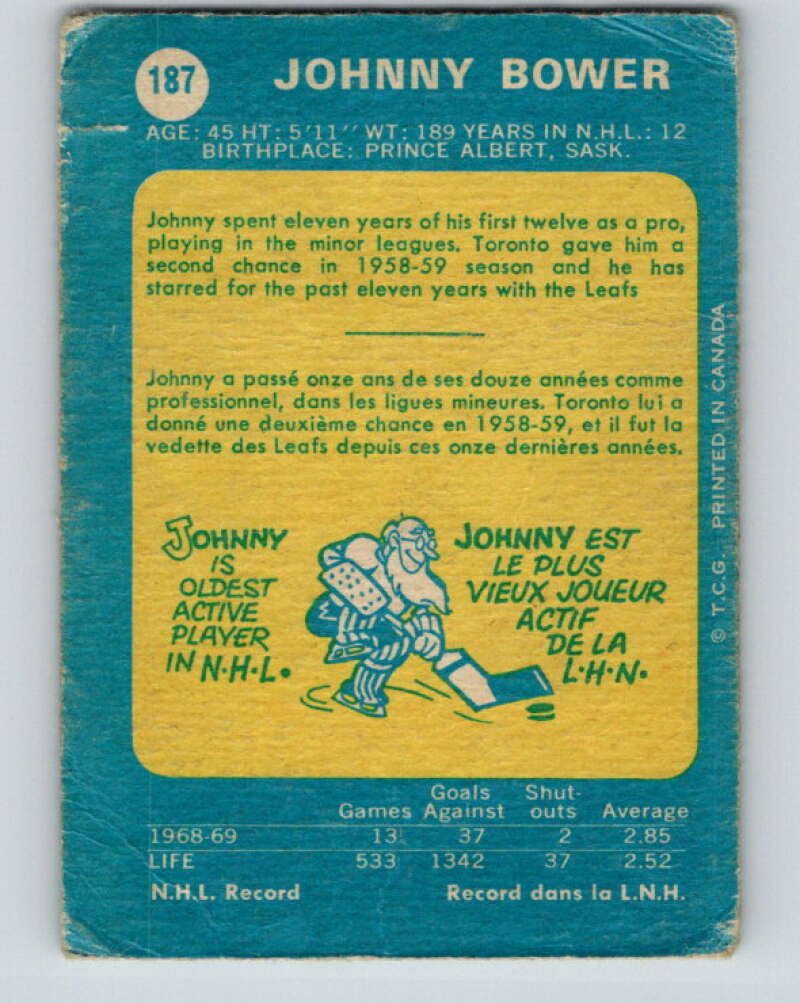 187
JOHNNY BOWER
AGE: 45 HT: 5'11" WT: 189 YEARS IN N.H.L.: 12
BIRTHPLACE: PRINCE ALBERT, SASK.
Johnny spent eleven years of his first twelve as a pro,
playing in the minor leagues. Toronto gave him a
second chance in 1958-59 season and he has
starred for the past eleven years with the Leafs
Johnny a passé onze ans de ses douze années comme
professionnel, dans les ligues mineures. Toronto lui a
donné une deuxième chance en 1958-59, et il fut la
vedette des Leafs depuis ces onze dernières années.
JOHNNY
IS
OLDEST
ACTIVE
PLAYER
IN N·H·L·
JOHNNY EST
LE PLUS
VIEUX JOUEUR
ACTIF
DE LA
L·H·N·
© T.C.G. PRINTED IN CANADA
Goals Shut-
Games Against outs Average
1968-69 13 37 2 2.85
LIFE 533 1342 37 2.52
N.H.L. Record Record dans la L.N.H.